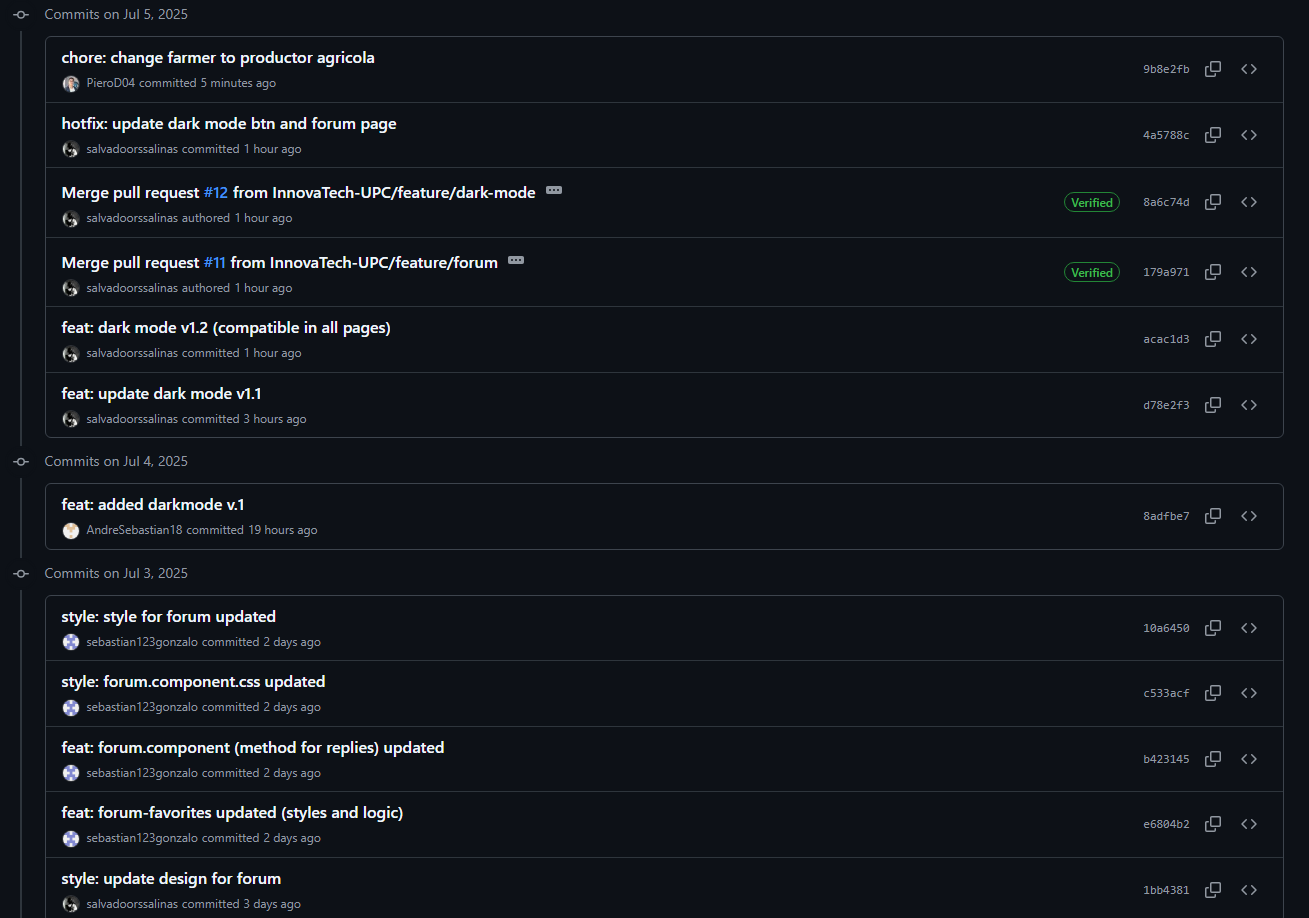 Commits on Jul 5, 2025
chore: change farmer to productor agricola
PieroD04 committed 5 minutes ago
9b8e2fb
hotfix: update dark mode btn and forum page
salvadoorssalinas committed 1 hour ago
4a5788c
Merge pull request #12 from InnovaTech-UPC/feature/dark-mode
salvadoorssalinas authored 1 hour ago
Verified
8a6c74d
Merge pull request #11 from InnovaTech-UPC/feature/forum
salvadoorssalinas authored 1 hour ago
Verified
179a971
feat: dark mode v1.2 (compatible in all pages)
salvadoorssalinas committed 1 hour ago
acac1d3
feat: update dark mode v1.1
salvadoorssalinas committed 3 hours ago
d78e2f3
Commits on Jul 4, 2025
feat: added darkmode v.1
AndreSebastian18 committed 19 hours ago
8adfbe7
Commits on Jul 3, 2025
style: style for forum updated
sebastian123gonzalo committed 2 days ago
10a6450
style: forum.component.css updated
sebastian123gonzalo committed 2 days ago
c533acf
feat: forum.component (method for replies) updated
sebastian123gonzalo committed 2 days ago
b423145
feat: forum-favorites updated (styles and logic)
sebastian123gonzalo committed 2 days ago
e6804b2
style: update design for forum
salvadoorssalinas committed 3 days ago
1bb4381